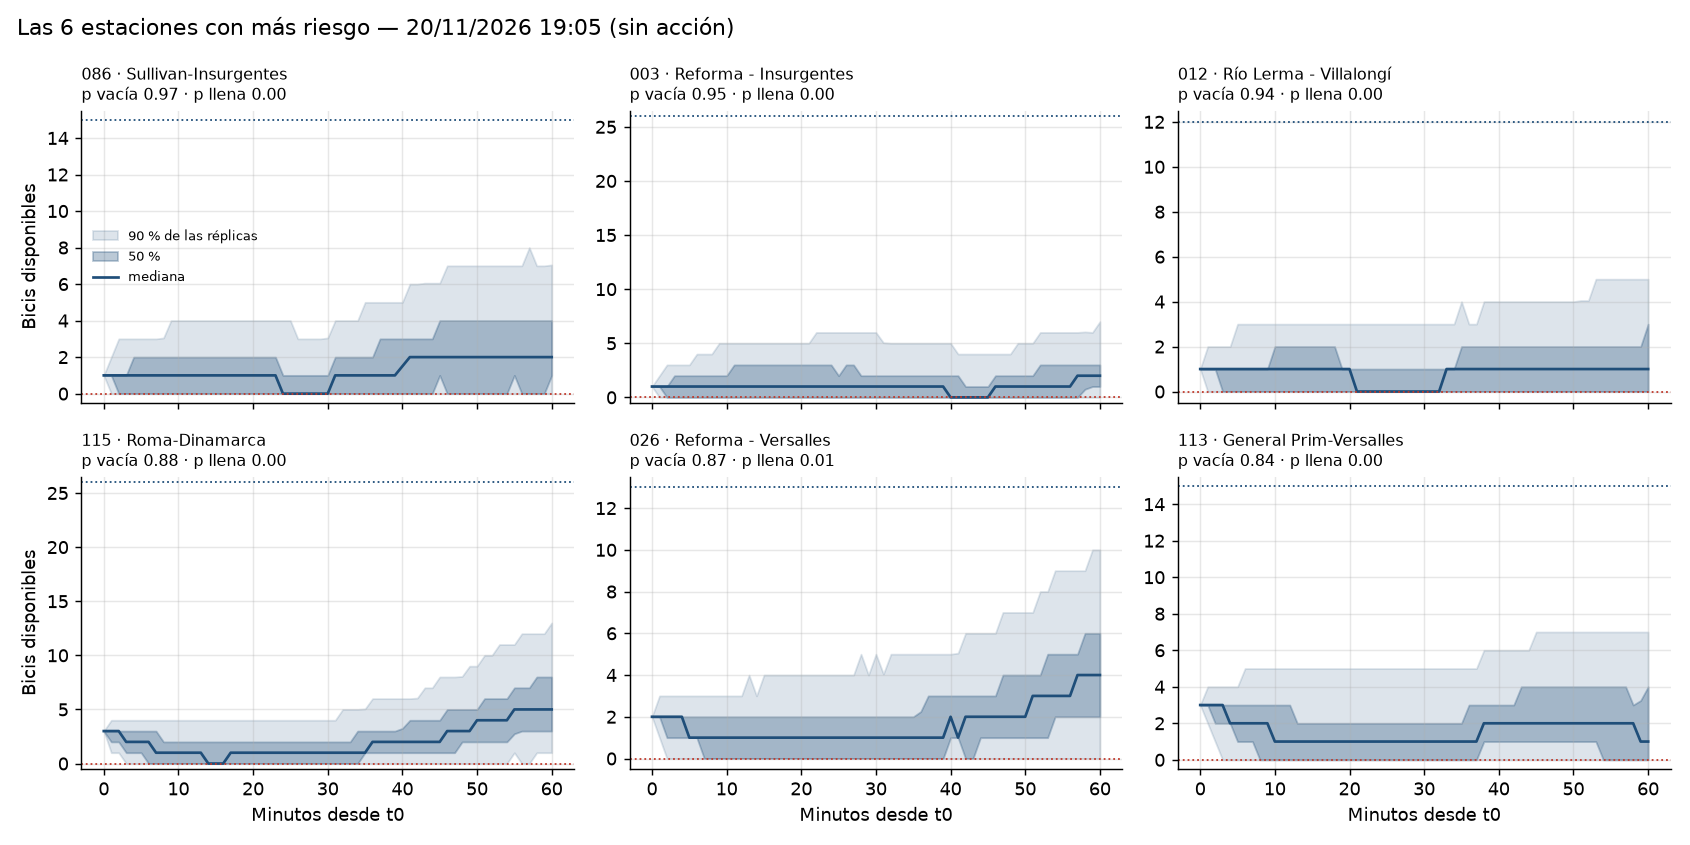 Las 6 estaciones con más riesgo — 20/11/2026 19:05 (sin acción)
086 · Sullivan-Insurgentes
p vacía 0.97 · p llena 0.00
14
12
10
8
6
4
2
0
Bicis disponibles
90 % de las réplicas
50 %
mediana
003 · Reforma - Insurgentes
p vacía 0.95 · p llena 0.00
25
20
15
10
5
0
012 · Río Lerma - Villalongí
p vacía 0.94 · p llena 0.00
12
10
8
6
4
2
0
115 · Roma-Dinamarca
p vacía 0.88 · p llena 0.00
25
20
15
10
5
0
Bicis disponibles
0 10 20 30 40 50 60
Minutos desde t0
026 · Reforma - Versalles
p vacía 0.87 · p llena 0.01
12
10
8
6
4
2
0
0 10 20 30 40 50 60
Minutos desde t0
113 · General Prim-Versalles
p vacía 0.84 · p llena 0.00
14
12
10
8
6
4
2
0
0 10 20 30 40 50 60
Minutos desde t0